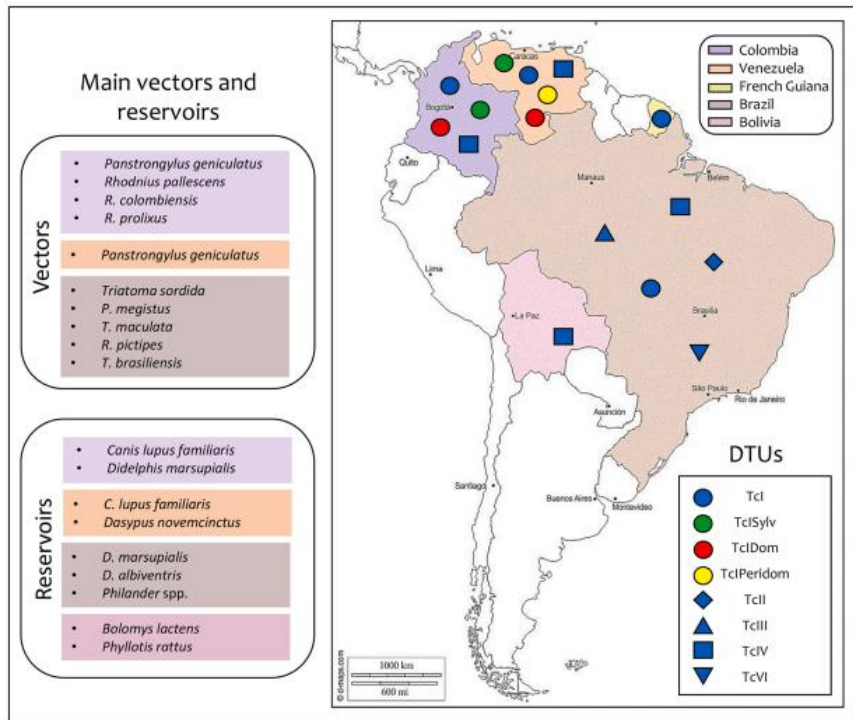 Main vectors and
reservoirs
Vectors
• Panstrongylus geniculatus
• Rhodnius pallescens
• R. colombiensis
• R. prolixus
• Panstrongylus geniculatus
• Triatoma sordida
• P. megistus
• T. maculata
• R. pictipes
• T. brasiliensis
Reservoirs
• Canis lupus familiaris
• Didelphis marsupialis
• C. lupus familiaris
• Dasypus novemcinctus
• D. marsupialis
• D. albiventris
• Philander spp.
• Bolomys lactens
• Phyllotis rattus
Colombia
Venezuela
French Guiana
Brazil
Bolivia
Caracas
Bogotá
Quito
Manaus
Belém
Lima
La Paz
Brasilia
São Paulo
Rio de Janeiro
Asunción
Santiago
Buenos Aires
Montevideo
DTUs
TcI
TcISylv
TcIDom
TcIPeridom
TcII
TcIII
TcIV
TcVI
© d-maps.com
1000 km
600 mi